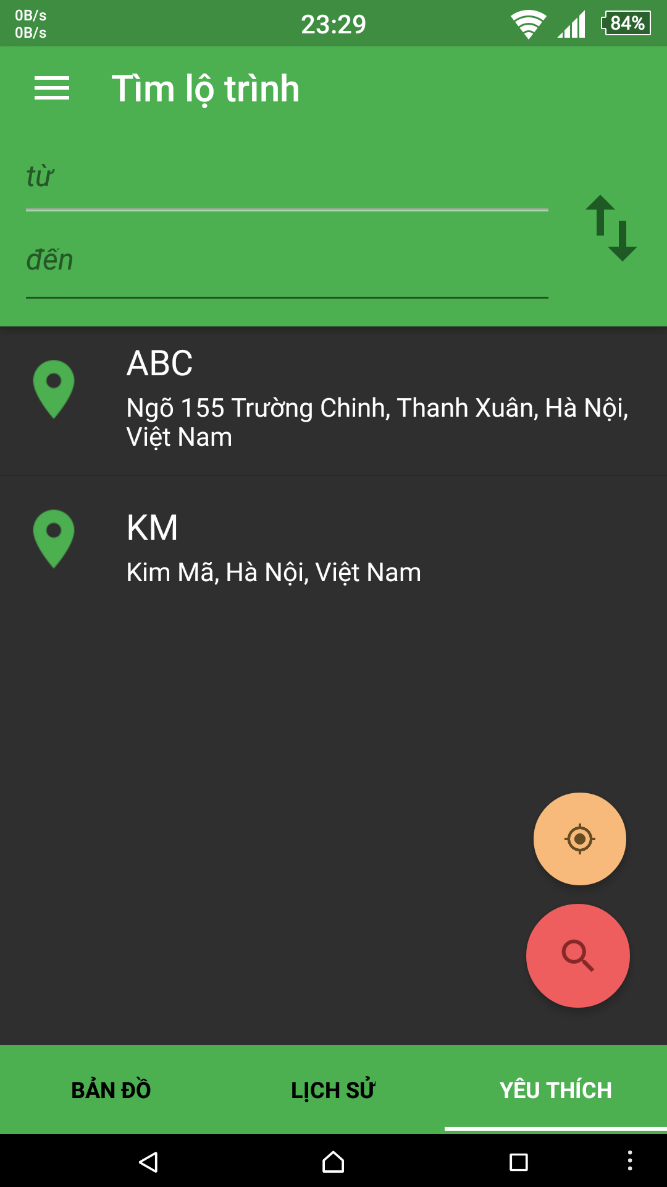 0B/s
0B/s
23:29
84%
Tìm lộ trình
từ
đến
ABC
Ngõ 155 Trường Chinh, Thanh Xuân, Hà Nội,
Việt Nam
KM
Kim Mã, Hà Nội, Việt Nam
BẢN ĐỒ
LỊCH SỬ
YÊU THÍCH